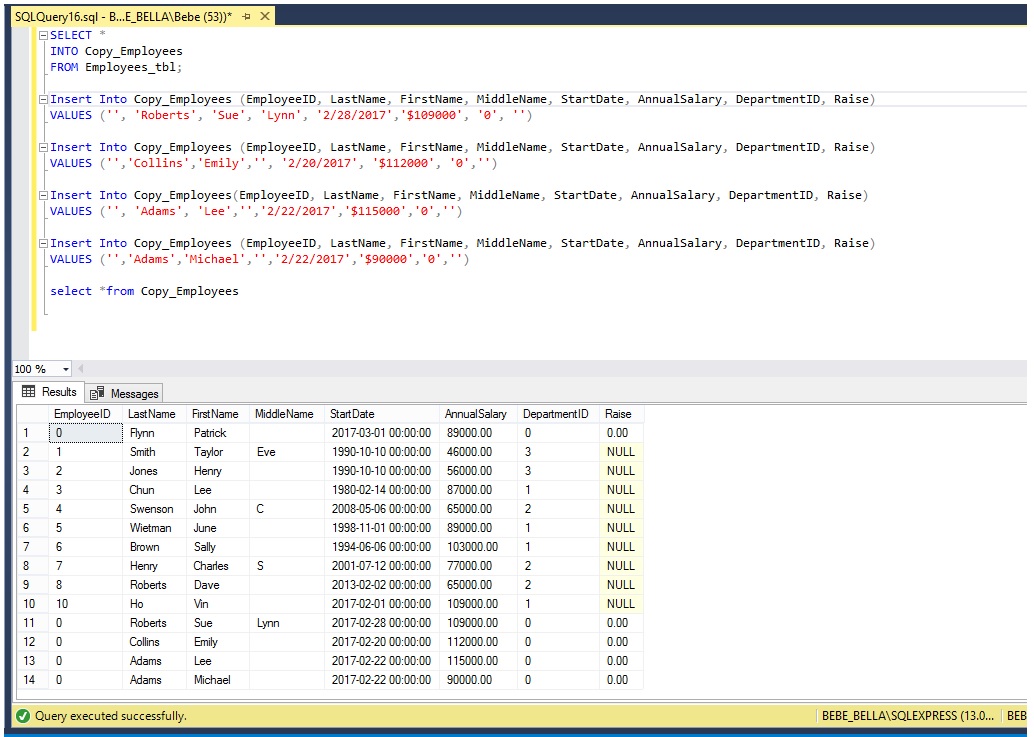 SQLQuery16.sql - B...E_BELLA\Bebe (53))*
SELECT *
INTO Copy_Employees
FROM Employees_tbl;
Insert Into Copy_Employees (EmployeeID, LastName, FirstName, MiddleName, StartDate, AnnualSalary, DepartmentID, Raise)
VALUES ('', 'Roberts', 'Sue', 'Lynn', '2/28/2017','$109000', '0', '')
Insert Into Copy_Employees (EmployeeID, LastName, FirstName, MiddleName, StartDate, AnnualSalary, DepartmentID, Raise)
VALUES ('','Collins','Emily','', '2/20/2017', '$112000', '0','')
Insert Into Copy_Employees(EmployeeID, LastName, FirstName, MiddleName, StartDate, AnnualSalary, DepartmentID, Raise)
VALUES ('', 'Adams', 'Lee','','2/22/2017','$115000','0','')
Insert Into Copy_Employees (EmployeeID, LastName, FirstName, MiddleName, StartDate, AnnualSalary, DepartmentID, Raise)
VALUES ('','Adams','Michael','','2/22/2017','$90000','0','')
select *from Copy_Employees
100 %
Results Messages
EmployeeID LastName FirstName MiddleName StartDate AnnualSalary DepartmentID Raise
1 0 Flynn Patrick 2017-03-01 00:00:00 89000.00 0 0.00
2 1 Smith Taylor Eve 1990-10-10 00:00:00 46000.00 3 NULL
3 2 Jones Henry 1990-10-10 00:00:00 56000.00 3 NULL
4 3 Chun Lee 1980-02-14 00:00:00 87000.00 1 NULL
5 4 Swenson John C 2008-05-06 00:00:00 65000.00 2 NULL
6 5 Wietman June 1998-11-01 00:00:00 89000.00 1 NULL
7 6 Brown Sally 1994-06-06 00:00:00 103000.00 1 NULL
8 7 Henry Charles S 2001-07-12 00:00:00 77000.00 2 NULL
9 8 Roberts Dave 2013-02-02 00:00:00 65000.00 2 NULL
10 10 Ho Vin 2017-02-01 00:00:00 109000.00 1 NULL
11 0 Roberts Sue Lynn 2017-02-28 00:00:00 109000.00 0 0.00
12 0 Collins Emily 2017-02-20 00:00:00 112000.00 0 0.00
13 0 Adams Lee 2017-02-22 00:00:00 115000.00 0 0.00
14 0 Adams Michael 2017-02-22 00:00:00 90000.00 0 0.00
Query executed successfully. BEBE_BELLA\SQLEXPRESS (13.0... BEB